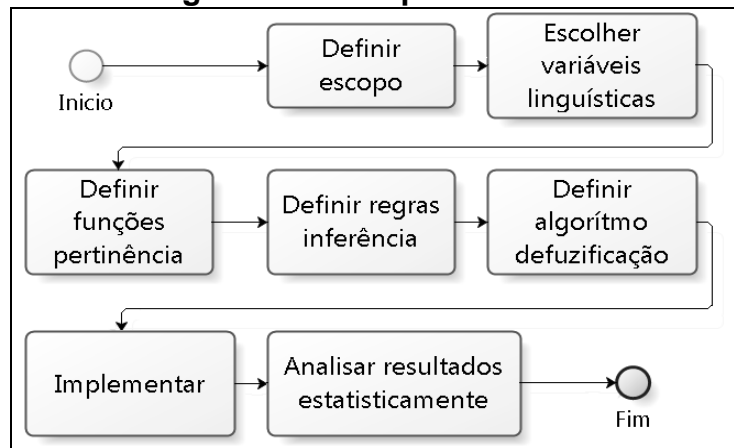 Inicio
Definir
escopo
Escolher
variáveis
linguísticas
Definir
funções
pertinência
Definir regras
inferência
Definir
algorítmo
defuzificação
Implementar
Analisar resultados
estatisticamente
Fim